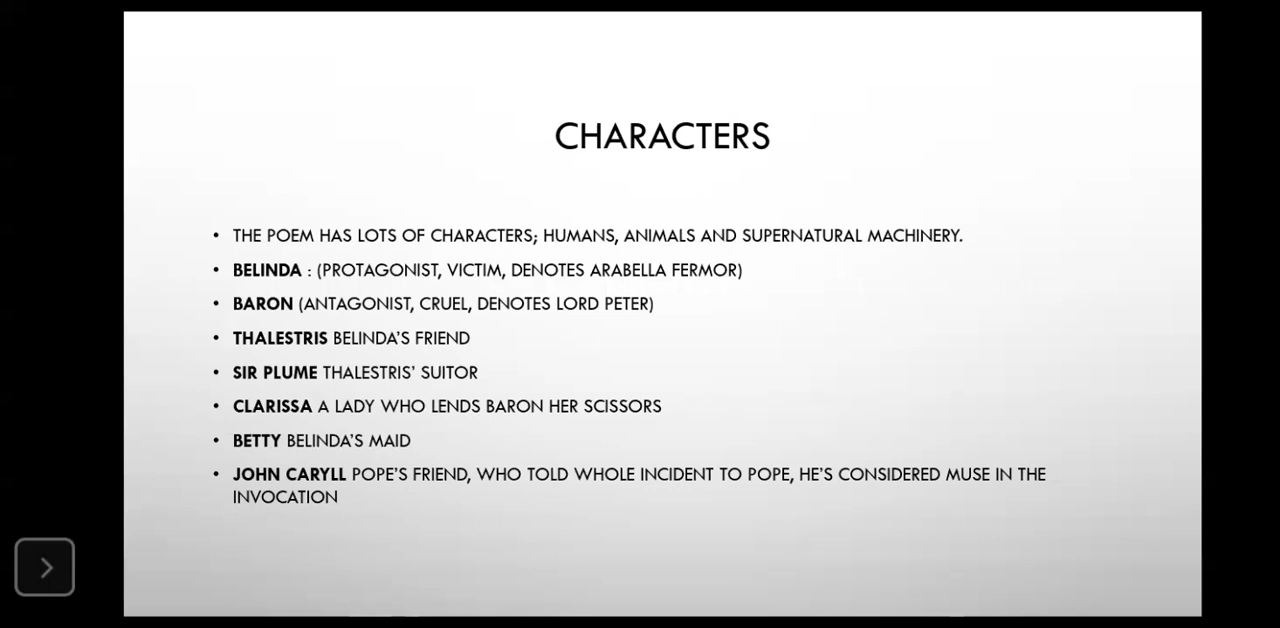 CHARACTERS
• THE POEM HAS LOTS OF CHARACTERS; HUMANS, ANIMALS AND SUPERNATURAL MACHINERY.
• BELINDA : (PROTAGONIST, VICTIM, DENOTES ARABELLA FERMOR)
• BARON (ANTAGONIST, CRUEL, DENOTES LORD PETER)
• THALESTRIS BELINDA'S FRIEND
• SIR PLUME THALESTRIS' SUITOR
• CLARISSA A LADY WHO LENDS BARON HER SCISSORS
• BETTY BELINDA'S MAID
• JOHN CARYLL POPE'S FRIEND, WHO TOLD WHOLE INCIDENT TO POPE, HE'S CONSIDERED MUSE IN THE
INVOCATION